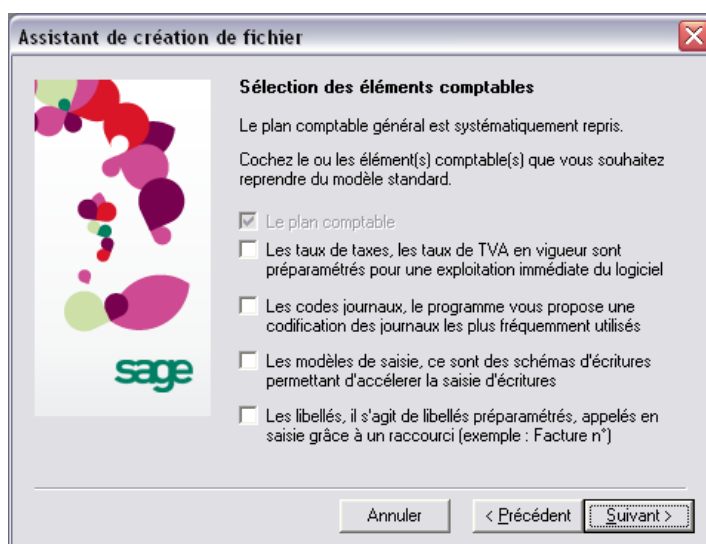 Assistant de création de fichier
Sélection des éléments comptables
Le plan comptable général est systématiquement repris.
Cochez le ou les élément(s) comptable(s) que vous souhaitez
reprendre du modèle standard.
Le plan comptable
Les taux de taxes, les taux de TVA en vigueur sont
préparamétrés pour une exploitation immédiate du logiciel
Les codes journaux, le programme vous propose une
codification des journaux les plus fréquemment utilisés
Les modèles de saisie, ce sont des schémas d'écritures
permettant d'accélerer la saisie d'écritures
Les libellés, il s'agit de libellés préparamétrés, appelés en
saisie grâce à un raccourci (exemple : Facture n°)
sage
Annuler
< Précédent
Suivant >